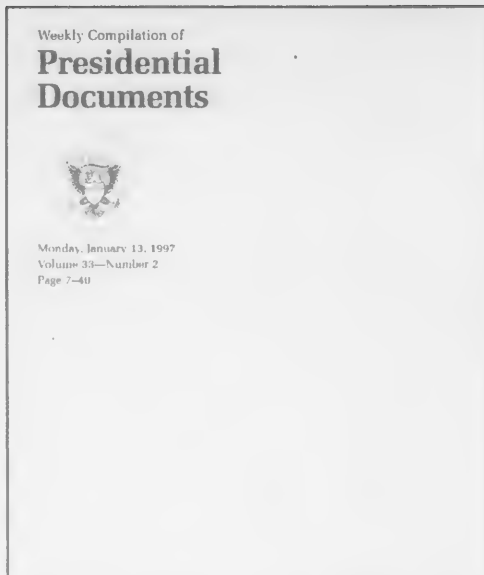 Weekly Compilation of
Presidential
Documents
Monday, January 13, 1997
Volume 33—Number 2
Page 7–40